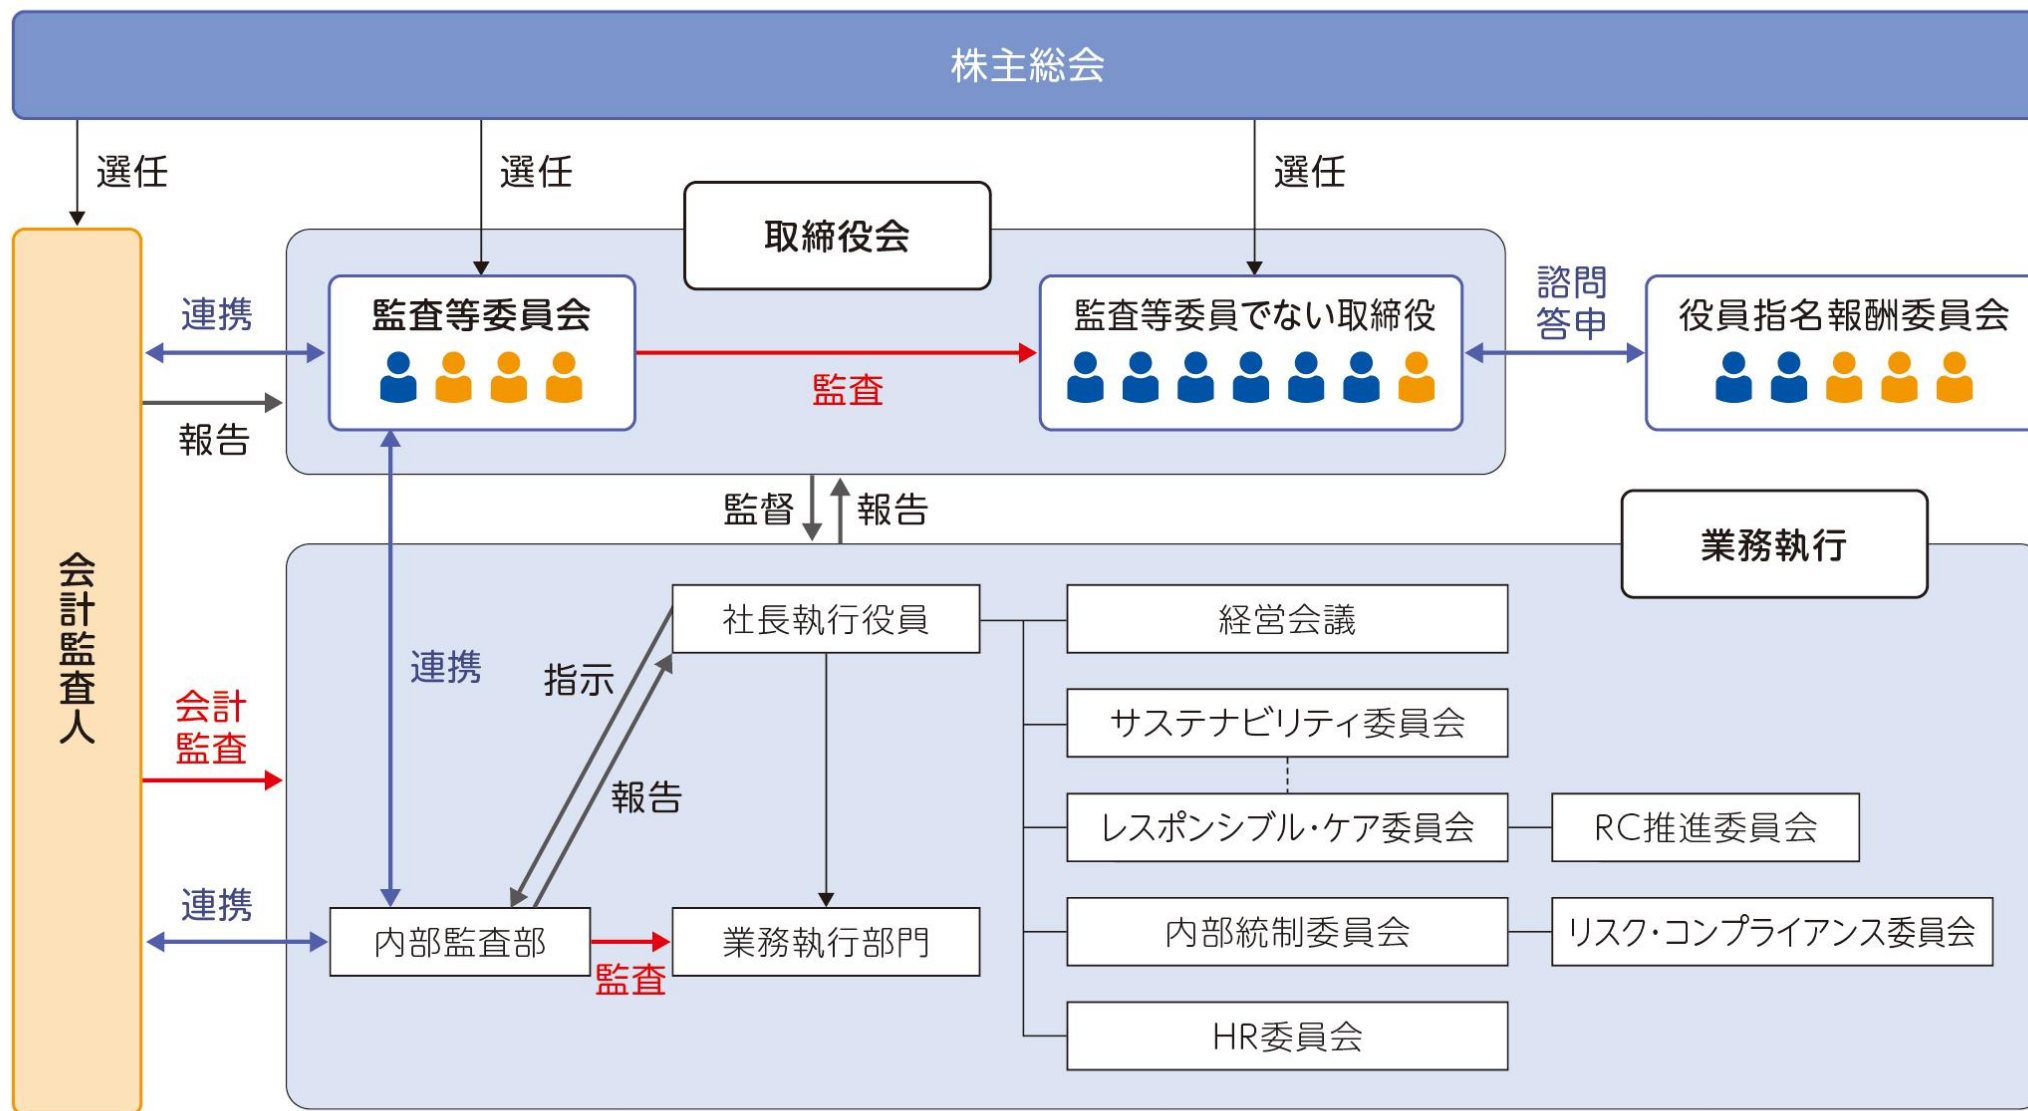 株主総会
選任
選任
選任
取締役会
連携
監査等委員会
監査
監査等委員でない取締役
諮問
答申
役員指名報酬委員会
報告
監督
報告
業務執行
会計監査人
社長執行役員
経営会議
連携
指示
サステナビリティ委員会
会計
監査
報告
レスポンシブル・ケア委員会
RC推進委員会
連携
内部監査部
監査
業務執行部門
内部統制委員会
リスク・コンプライアンス委員会
HR委員会